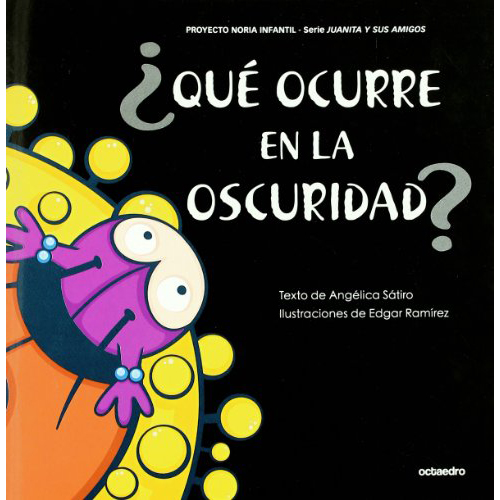 PROYECTO NORIA INFANTIL - Serie JUANITA Y SUS AMIGOS
¿QUÉ OCURRE
EN LA
OSCURIDAD?
Texto de Angélica Sátiro
Ilustraciones de Edgar Ramírez
octaedro